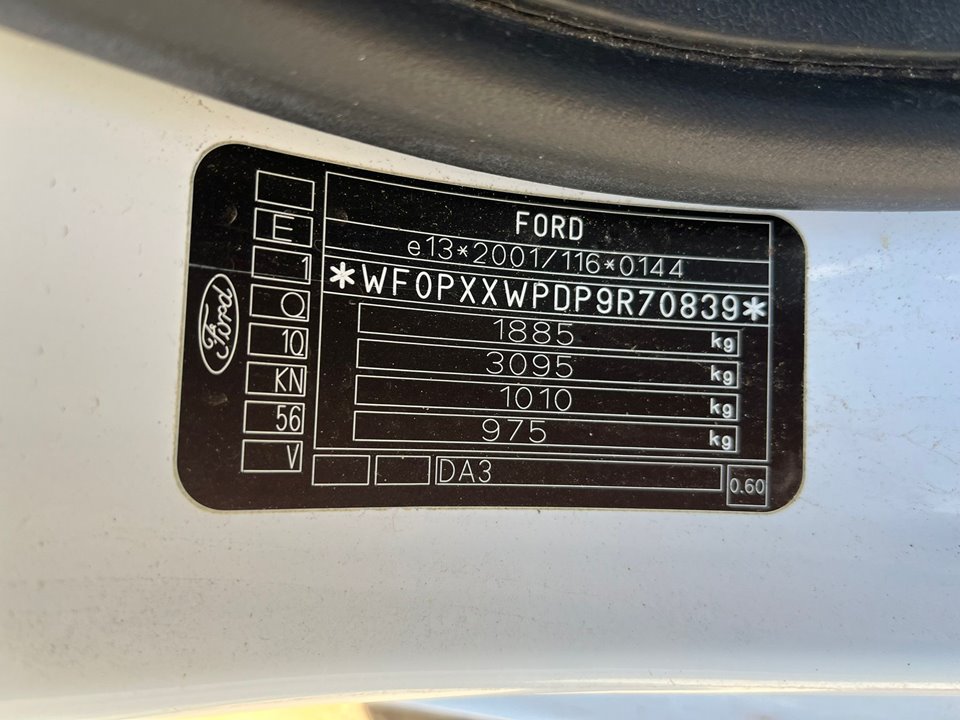 FORD
e13*2001/116*0144
*WF0PXXWPDP9R70839*
1885 kg
3095 kg
1010 kg
975 kg
E
1
Q
1Q
KN
56
V
Ford
DA3
0.60